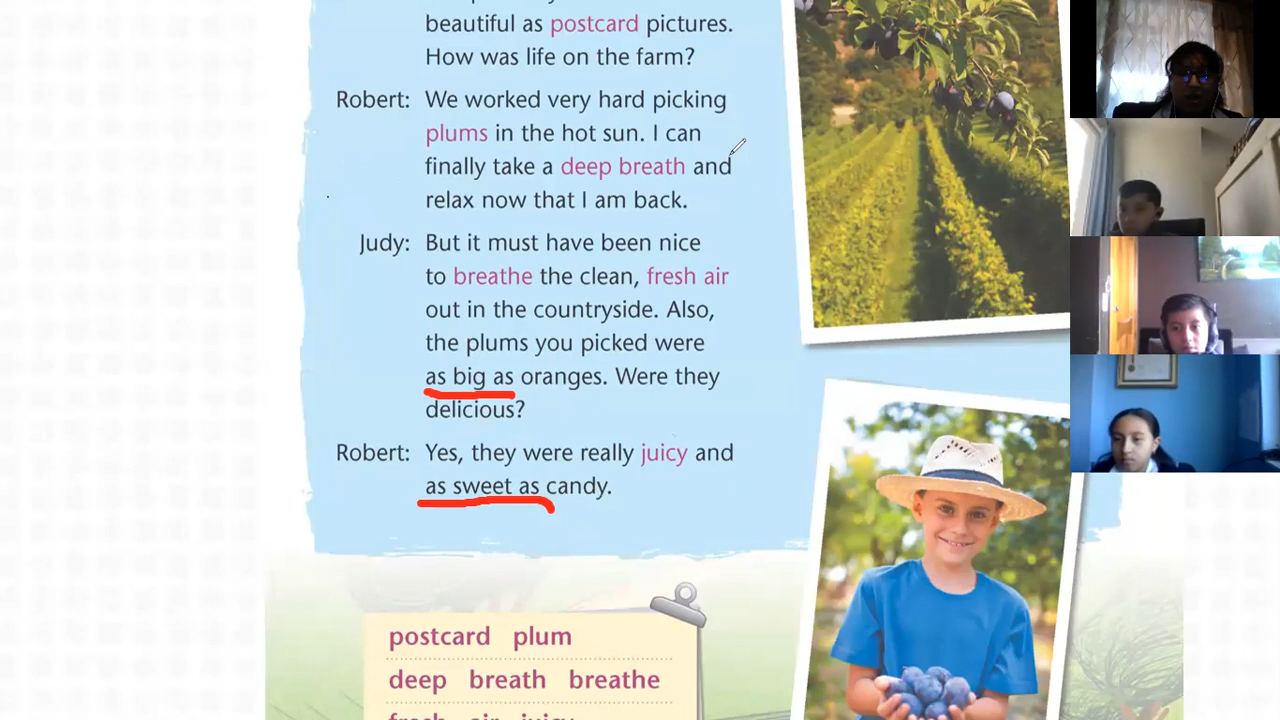 beautiful as postcard pictures.
How was life on the farm?
Robert: We worked very hard picking
plums in the hot sun. I can
finally take a deep breath and
relax now that I am back.
Judy: But it must have been nice
to breathe the clean, fresh air
out in the countryside. Also,
the plums you picked were
as big as oranges. Were they
delicious?
Robert: Yes, they were really juicy and
as sweet as candy.
postcard plum
deep breath breathe
fresh air juicy